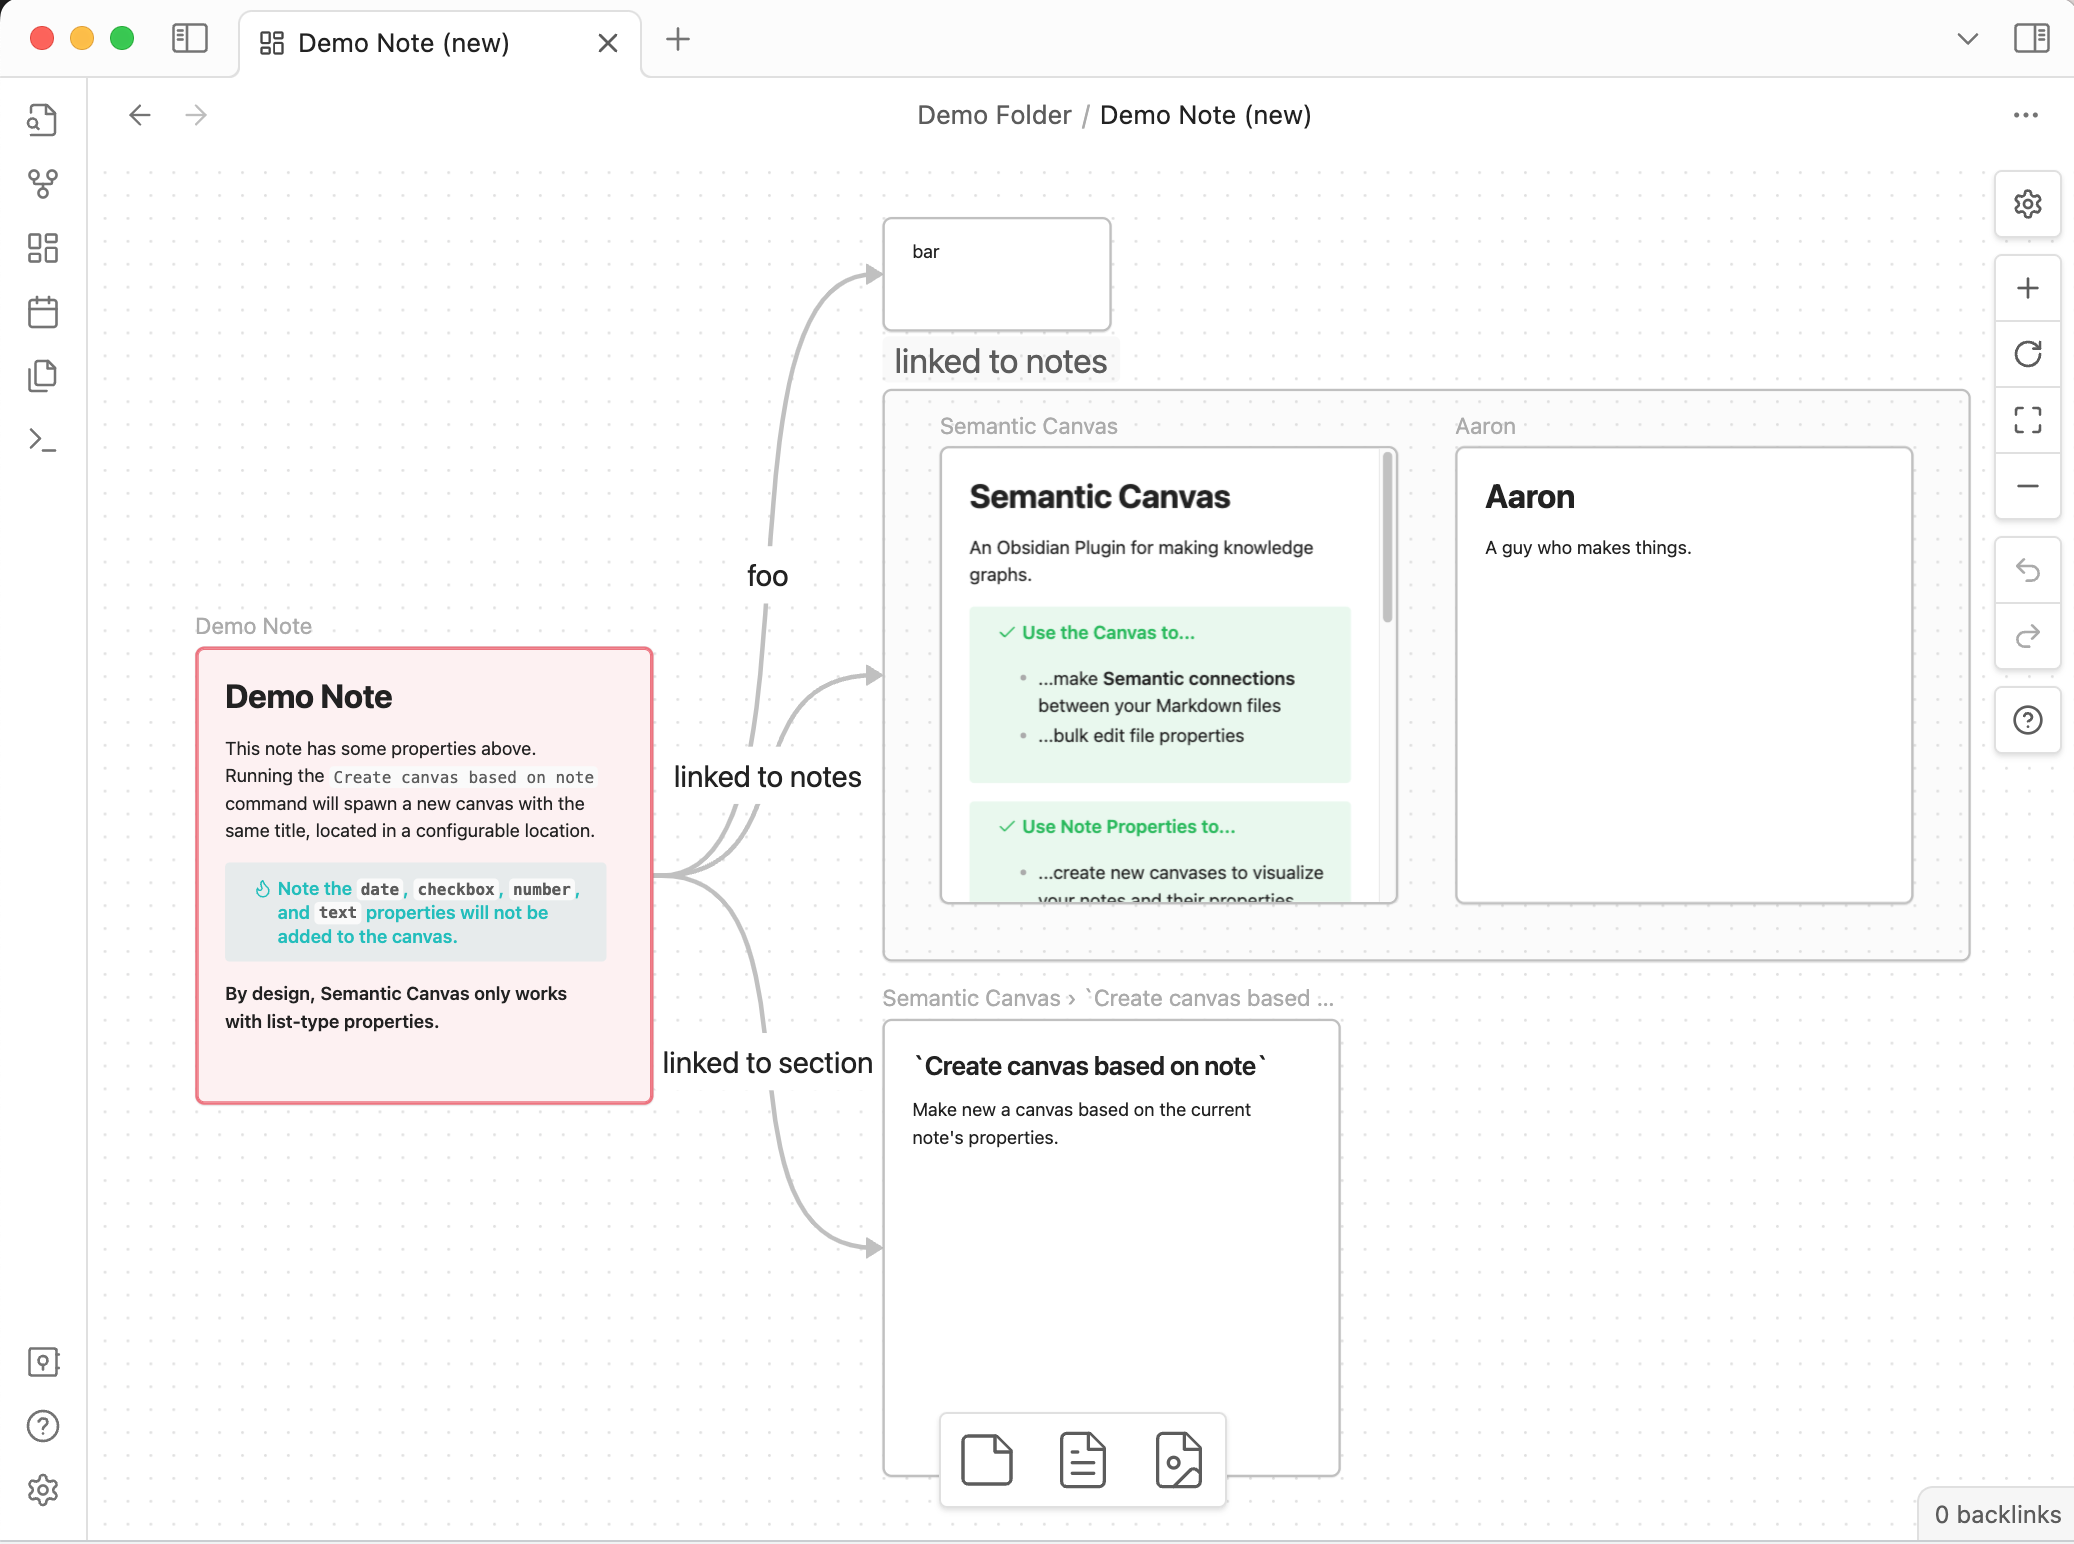 Demo Note (new)
Demo Folder / Demo Note (new)
bar
linked to notes
Semantic Canvas
Semantic Canvas
An Obsidian Plugin for making knowledge
graphs.
Use the Canvas to...
...make Semantic connections
between your Markdown files
...bulk edit file properties
Use Note Properties to...
...create new canvases to visualize
your notes and their properties
Aaron
Aaron
A guy who makes things.
foo
linked to notes
linked to section
Demo Note
Demo Note
This note has some properties above.
Running the Create canvas based on note
command will spawn a new canvas with the
same title, located in a configurable location.
Note the date, checkbox, number,
and text properties will not be
added to the canvas.
By design, Semantic Canvas only works
with list-type properties.
Semantic Canvas › `Create canvas based ...
`Create canvas based on note`
Make new a canvas based on the current
note's properties.
0 backlinks